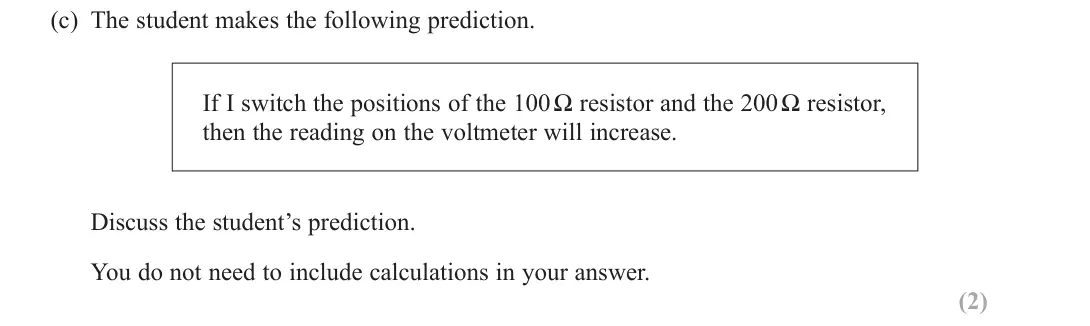 (c) The student makes the following prediction.
If I switch the positions of the 100Ω resistor and the 200Ω resistor,
then the reading on the voltmeter will increase.
Discuss the student’s prediction.
You do not need to include calculations in your answer.
(2)